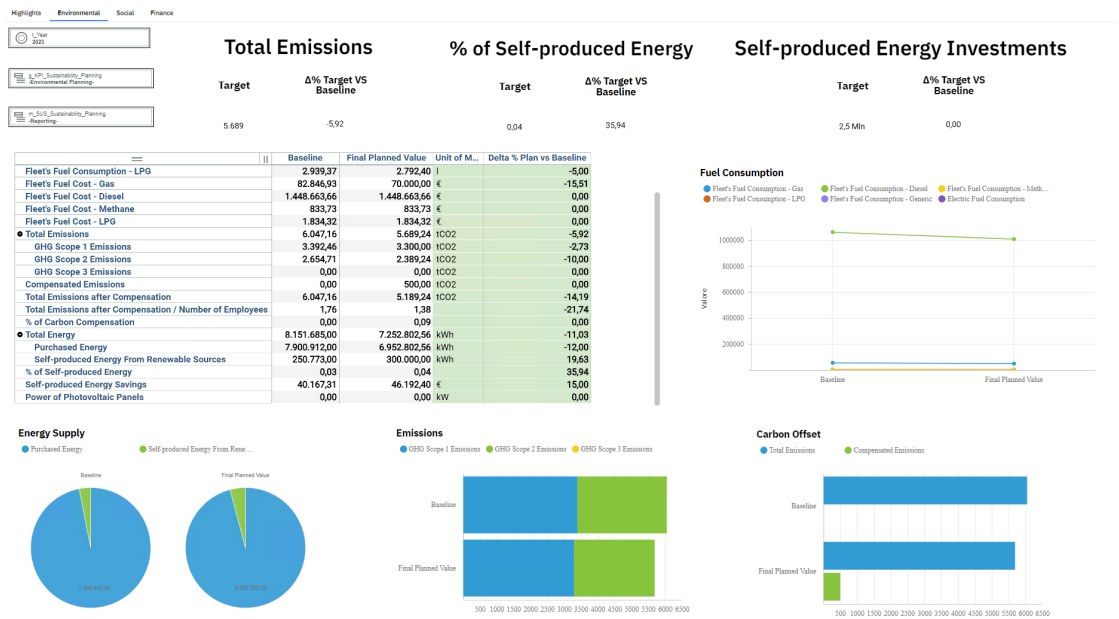 Highlights Environmental Social Finance
t_Year
2023
g_KPI_Sustainability_Planning
-Environmental Planning-
m_SUS_Sustainability_Planning
-Reporting-
Total Emissions
Target Δ% Target VS Baseline
5.689 -5,92
% of Self-produced Energy
Target Δ% Target VS Baseline
0,04 35,94
Self-produced Energy Investments
Target Δ% Target VS Baseline
2,5 Mln 0,00
Baseline Final Planned Value Unit of M... Delta % Plan vs Baseline
Fleet's Fuel Consumption - LPG 2.939,37 2.792,40 l -5,00
Fleet's Fuel Cost - Gas 82.846,93 70.000,00 € -15,51
Fleet's Fuel Cost - Diesel 1.448.663,66 1.448.663,66 € 0,00
Fleet's Fuel Cost - Methane 833,73 833,73 € 0,00
Fleet's Fuel Cost - LPG 1.834,32 1.834,32 € 0,00
Total Emissions 6.047,16 5.689,24 tCO2 -5,92
GHG Scope 1 Emissions 3.392,46 3.300,00 tCO2 -2,73
GHG Scope 2 Emissions 2.654,71 2.389,24 tCO2 -10,00
GHG Scope 3 Emissions 0,00 0,00 tCO2 0,00
Compensated Emissions 0,00 500,00 tCO2 0,00
Total Emissions after Compensation 6.047,16 5.189,24 tCO2 -14,19
Total Emissions after Compensation / Number of Employees 1,76 1,38 -21,74
% of Carbon Compensation 0,00 0,09 0,00
Total Energy 8.151.685,00 7.252.802,56 kWh -11,03
Purchased Energy 7.900.912,00 6.952.802,56 kWh -12,00
Self-produced Energy From Renewable Sources 250.773,00 300.000,00 kWh 19,63
% of Self-produced Energy 0,03 0,04 35,94
Self-produced Energy Savings 40.167,31 46.192,40 € 15,00
Power of Photovoltaic Panels 0,00 0,00 kW 0,00
Fuel Consumption
Fleet's Fuel Consumption - Gas Fleet's Fuel Consumption - Diesel Fleet's Fuel Consumption - Meth...
Fleet's Fuel Consumption - LPG Fleet's Fuel Consumption - Generic Electric Fuel Consumption
Valore
1000000
800000
600000
400000
200000
Baseline Final Planned Value
Energy Supply
Purchased Energy Self-produced Energy From Rene...
Baseline Final Planned Value
7.900.912,00
Emissions
GHG Scope 1 Emissions GHG Scope 2 Emissions GHG Scope 3 Emissions
Baseline
Final Planned Value
500 1000 1500 2000 2500 3000 3500 4000 4500 5000 5500 6000 6500
Carbon Offset
Total Emissions Compensated Emissions
Baseline
Final Planned Value
500 1000 1500 2000 2500 3000 3500 4000 4500 5000 5500 6000 6500